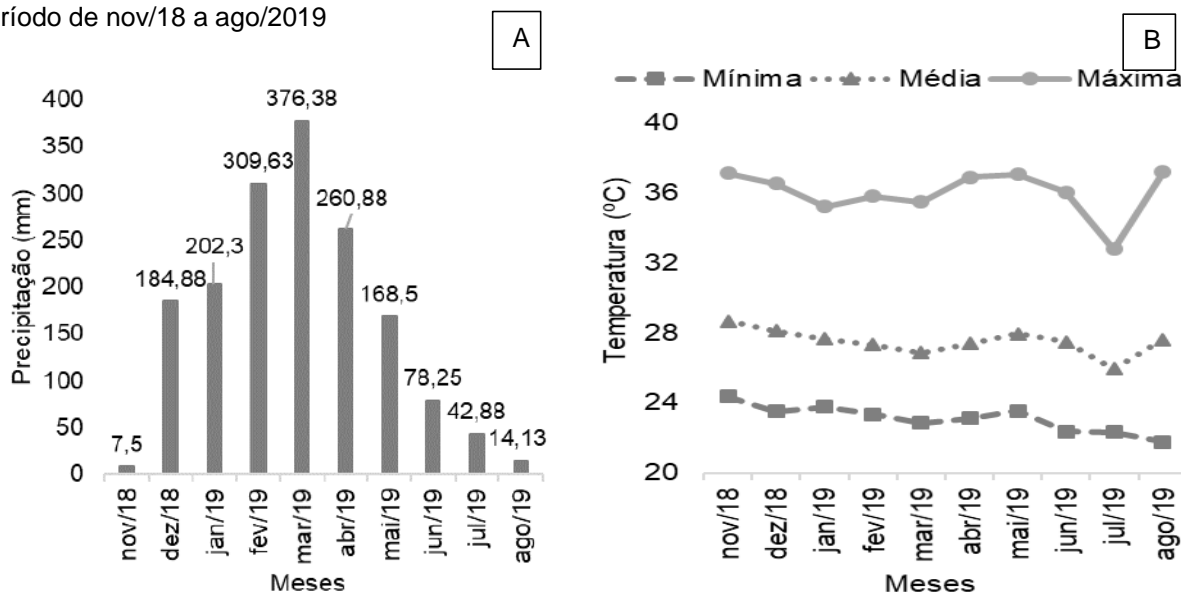 ríodo de nov/18 a ago/2019
A
400
350
300
250
200
150
100
50
0
Precipitação (mm)
7,5
184,88
202,3
309,63
376,38
260,88
168,5
78,25
42,88
14,13
nov/18
dez/18
jan/19
fev/19
mar/19
abr/19
mai/19
jun/19
jul/19
ago/19
Meses
B
Mínima Média Máxima
40
36
32
28
24
20
Temperatura (ºC)
nov/18
dez/18
jan/19
fev/19
mar/19
abr/19
mai/19
jun/19
jul/19
ago/19
Meses